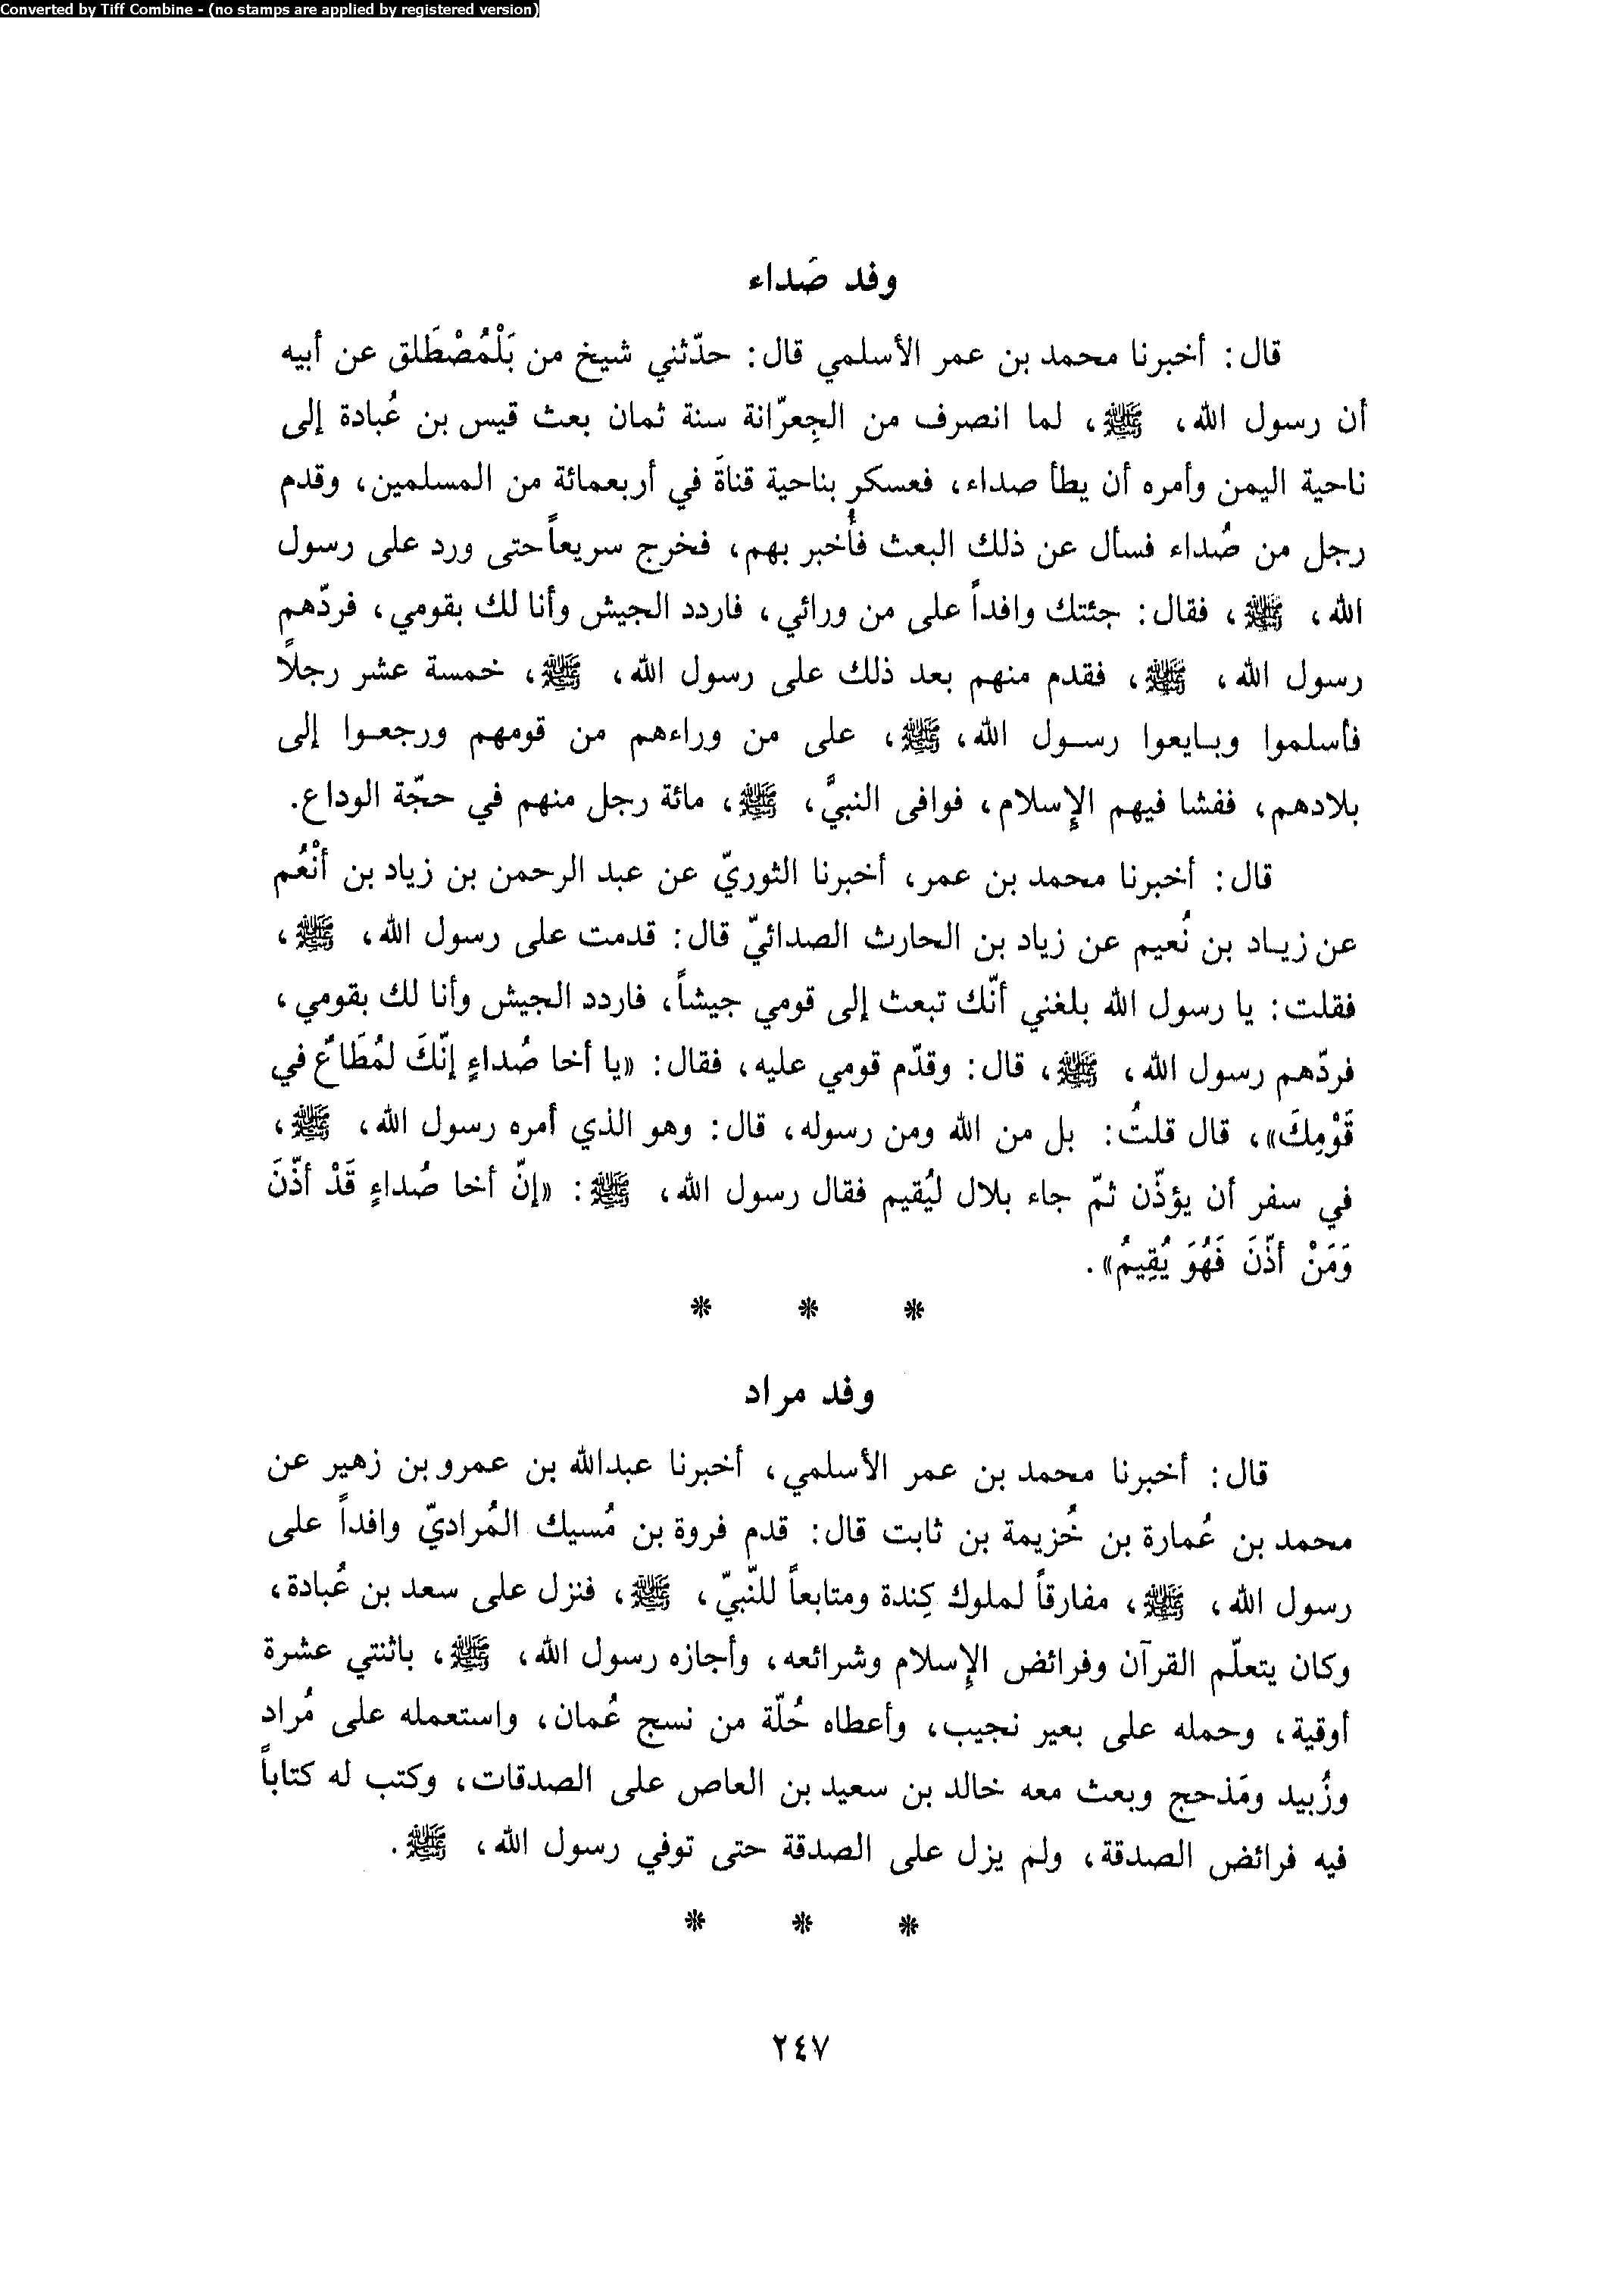 Converted by Tiff Combine - (no stamps are applied by registered version)
وفد صَداء
قال: أخبرنا محمد بن عمر الأسلمي قال: حدّثني شيخ من بَلْمُصْطَلق عن أبيه
أن رسول الله، ﷺ، لما انصرف من الجِعرّانة سنة ثمان بعث قيس بن عُبادة إلى
ناحية اليمن وأمره أن يطأ صداء، فعسكر بناحية قناةَ في أربعمائة من المسلمين، وقدم
رجل من صُداء فسأل عن ذلك البعث فأُخبر بهم، فخرج سريعاً حتى ورد على رسول
الله، ﷺ، فقال: جئتك وافداً على من ورائي، فاردد الجيش وأنا لك بقومي، فردّهم
رسول الله، ﷺ، فقدم منهم بعد ذلك على رسول الله، ﷺ، خمسة عشر رجلًا
فأسلموا وبايعوا رسول الله، ﷺ، على من وراءهم من قومهم ورجعوا إلى
بلادهم، ففشا فيهم الإسلام، فوافى النبيَّ، ﷺ، مائة رجل منهم في حجّة الوداع.
قال: أخبرنا محمد بن عمر، أخبرنا الثوريّ عن عبد الرحمن بن زياد بن أنْعُم
عن زياد بن نُعيم عن زياد بن الحارث الصدائيّ قال: قدمت على رسول الله، ﷺ،
فقلت: يا رسول الله بلغني أنّك تبعث إلى قومي جيشاً، فاردد الجيش وأنا لك بقومي،
فردّهم رسول الله، ﷺ، قال: وقدّم قومي عليه، فقال: «يا أخا صُداءٍ إنّكَ لمُطَاعٌ في
قَوْمِكَ»، قال قلتُ: بل من الله ومن رسوله، قال: وهو الذي أمره رسول الله، ﷺ،
في سفر أن يؤذّن ثمّ جاء بلال ليُقيم فقال رسول الله، ﷺ: «إنّ أخا صُداءٍ قَدْ أذّنَ
وَمَنْ أذّنَ فَهُوَ يُقِيمُ».
* * *
وفد مراد
قال: أخبرنا محمد بن عمر الأسلمي، أخبرنا عبدالله بن عمرو بن زهير عن
محمد بن عُمارة بن خُزيمة بن ثابت قال: قدم فروة بن مُسيك المُراديّ وافداً على
رسول الله، ﷺ، مفارقاً لملوك كِندة ومتابعاً للنّبيّ، ﷺ، فنزل على سعد بن عُبادة،
وكان يتعلّم القرآن وفرائض الإسلام وشرائعه، وأجازه رسول الله، ﷺ، باثنتي عشرة
أوقية، وحمله على بعير نجيب، وأعطاه حُلّة من نسج عُمان، واستعمله على مُراد
وزُبيد ومَذحج وبعث معه خالد بن سعيد بن العاص على الصدقات، وكتب له كتاباً
فيه فرائض الصدقة، ولم يزل على الصدقة حتى توفي رسول الله، ﷺ.
* * *
٢٤٧